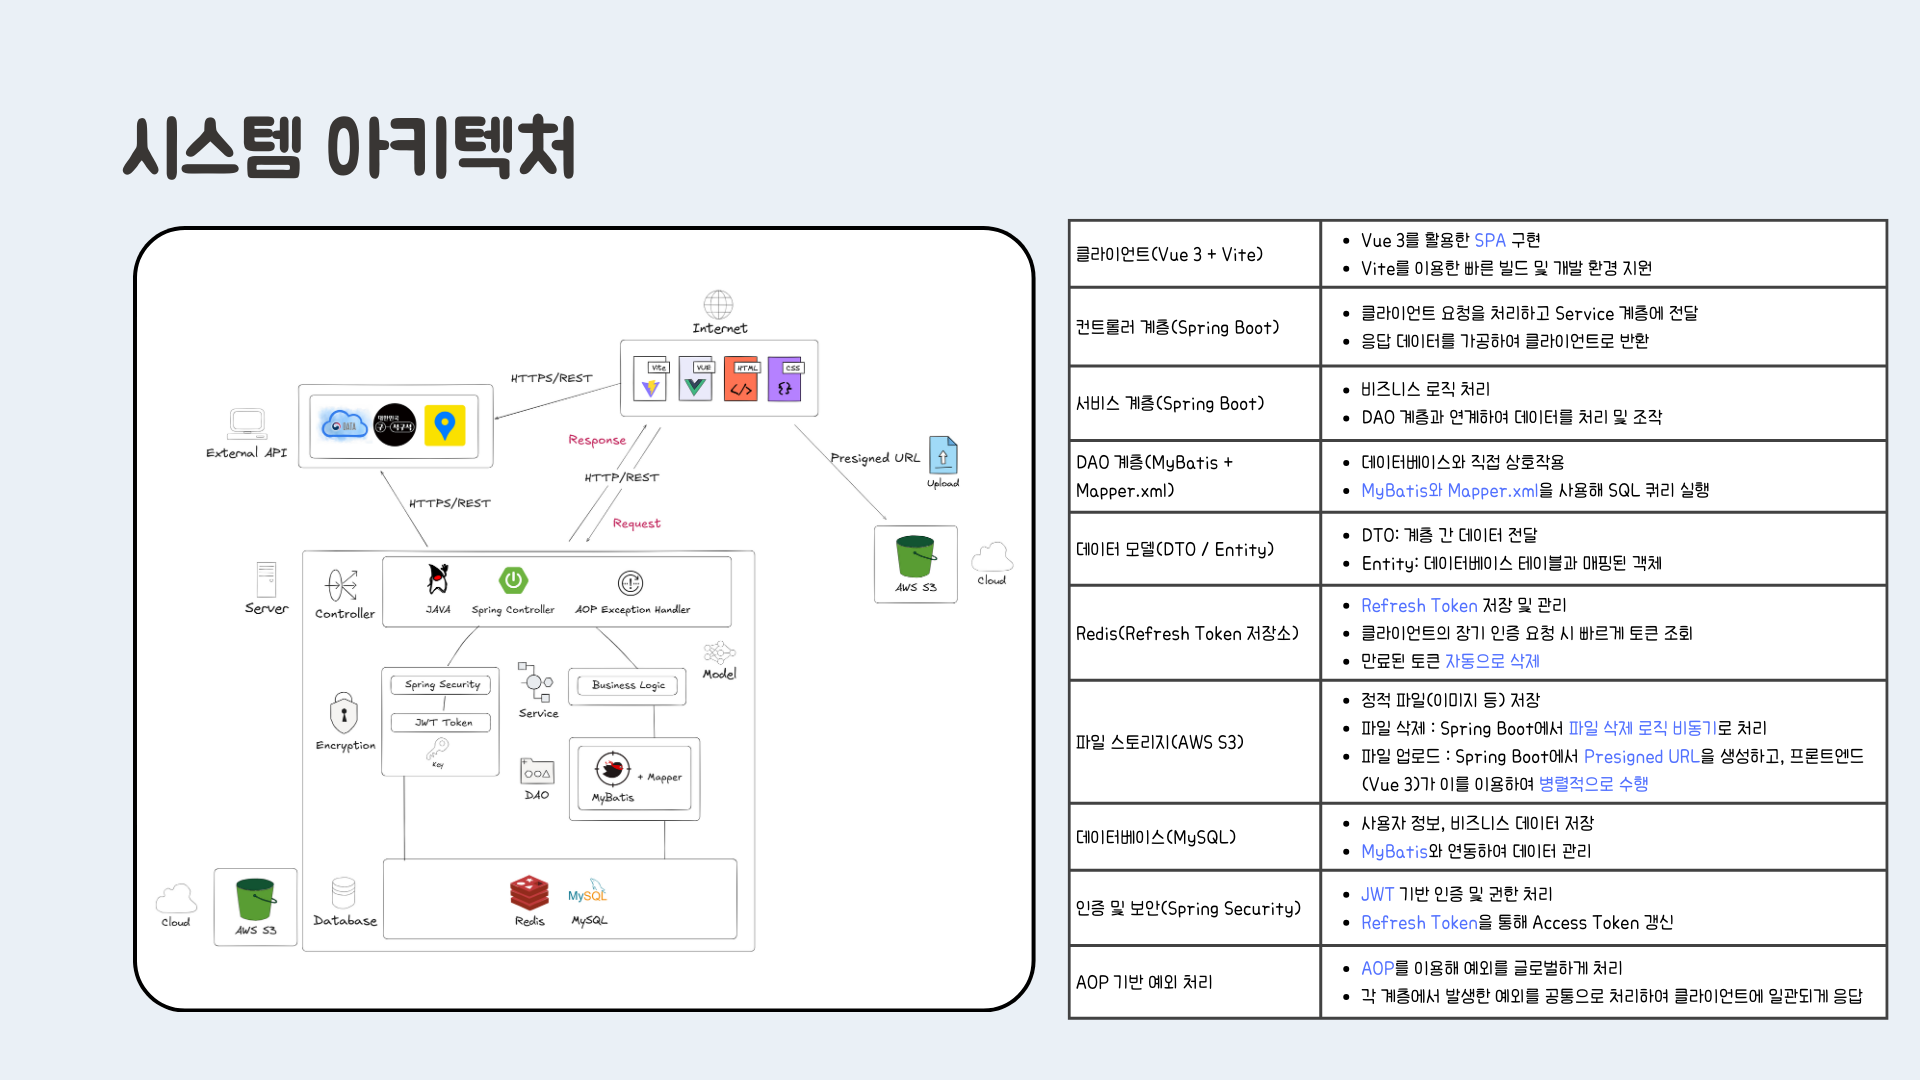 시스템 아키텍처
Internet
Vite
VUE
HTML
CSS
HTTPS/REST
DATA
대한민국
구석구석
External API
Response
HTTP/REST
Request
Presigned URL
Upload
HTTPS/REST
AWS S3
Cloud
Server
Controller
JAVA
Spring Controller
AOP Exception Handler
Model
Spring Security
JWT Token
Key
Encryption
Service
Business Logic
DAO
MyBatis
+ Mapper
Cloud
AWS S3
Database
Redis
MySQL
MySQL
클라이언트(Vue 3 + Vite)
• Vue 3를 활용한 SPA 구현
• Vite를 이용한 빠른 빌드 및 개발 환경 지원
컨트롤러 계층(Spring Boot)
• 클라이언트 요청을 처리하고 Service 계층에 전달
• 응답 데이터를 가공하여 클라이언트로 반환
서비스 계층(Spring Boot)
• 비즈니스 로직 처리
• DAO 계층과 연계하여 데이터를 처리 및 조작
DAO 계층(MyBatis +
Mapper.xml)
• 데이터베이스와 직접 상호작용
• MyBatis와 Mapper.xml을 사용해 SQL 쿼리 실행
데이터 모델(DTO / Entity)
• DTO: 계층 간 데이터 전달
• Entity: 데이터베이스 테이블과 매핑된 객체
Redis(Refresh Token 저장소)
• Refresh Token 저장 및 관리
• 클라이언트의 장기 인증 요청 시 빠르게 토큰 조회
• 만료된 토큰 자동으로 삭제
파일 스토리지(AWS S3)
• 정적 파일(이미지 등) 저장
• 파일 삭제 : Spring Boot에서 파일 삭제 로직 비동기로 처리
• 파일 업로드 : Spring Boot에서 Presigned URL을 생성하고, 프론트엔드
(Vue 3)가 이를 이용하여 병렬적으로 수행
데이터베이스(MySQL)
• 사용자 정보, 비즈니스 데이터 저장
• MyBatis와 연동하여 데이터 관리
인증 및 보안(Spring Security)
• JWT 기반 인증 및 권한 처리
• Refresh Token을 통해 Access Token 갱신
AOP 기반 예외 처리
• AOP를 이용해 예외를 글로벌하게 처리
• 각 계층에서 발생한 예외를 공통으로 처리하여 클라이언트에 일관되게 응답